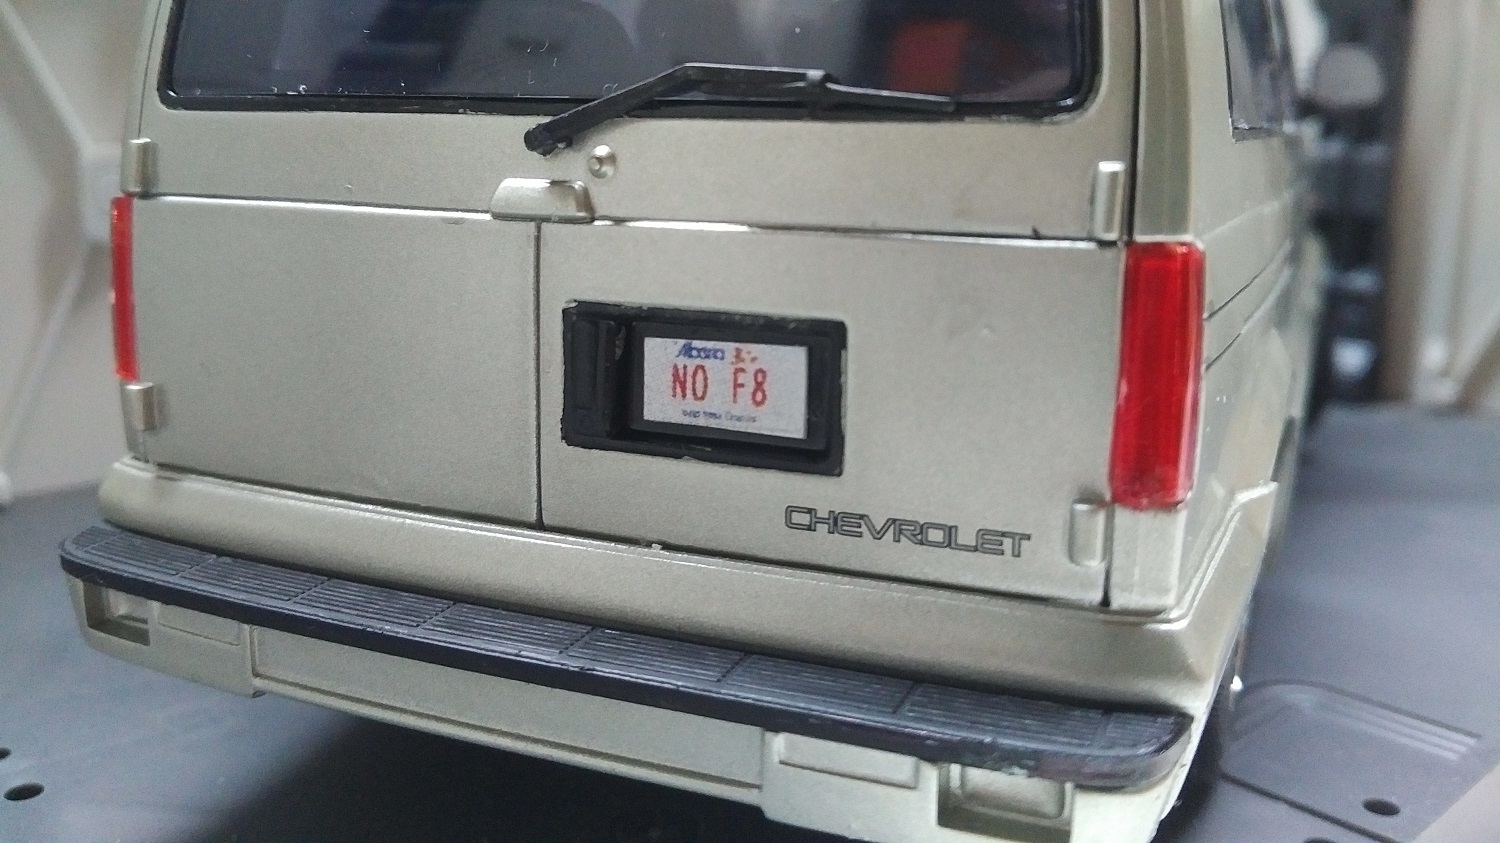 Alberta
NO F8
CHEVROLET